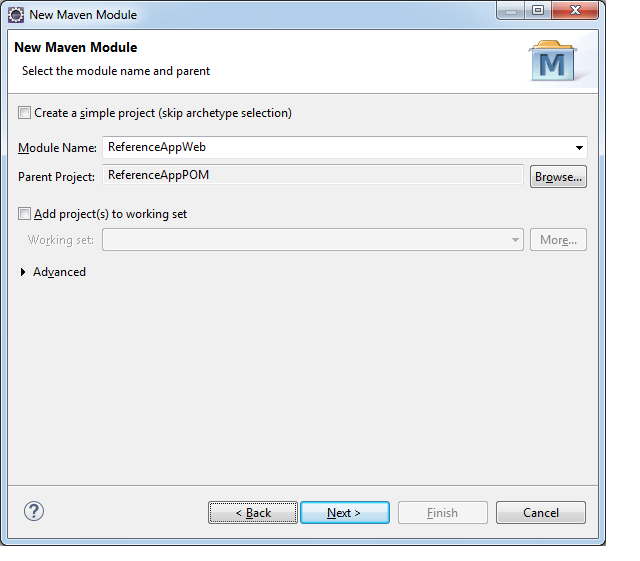 New Maven Module
New Maven Module
Select the module name and parent
M
Create a simple project (skip archetype selection)
Module Name: ReferenceAppWeb
Parent Project: ReferenceAppPOM Browse...
Add project(s) to working set
Working set: More...
Advanced
? < Back Next > Finish Cancel